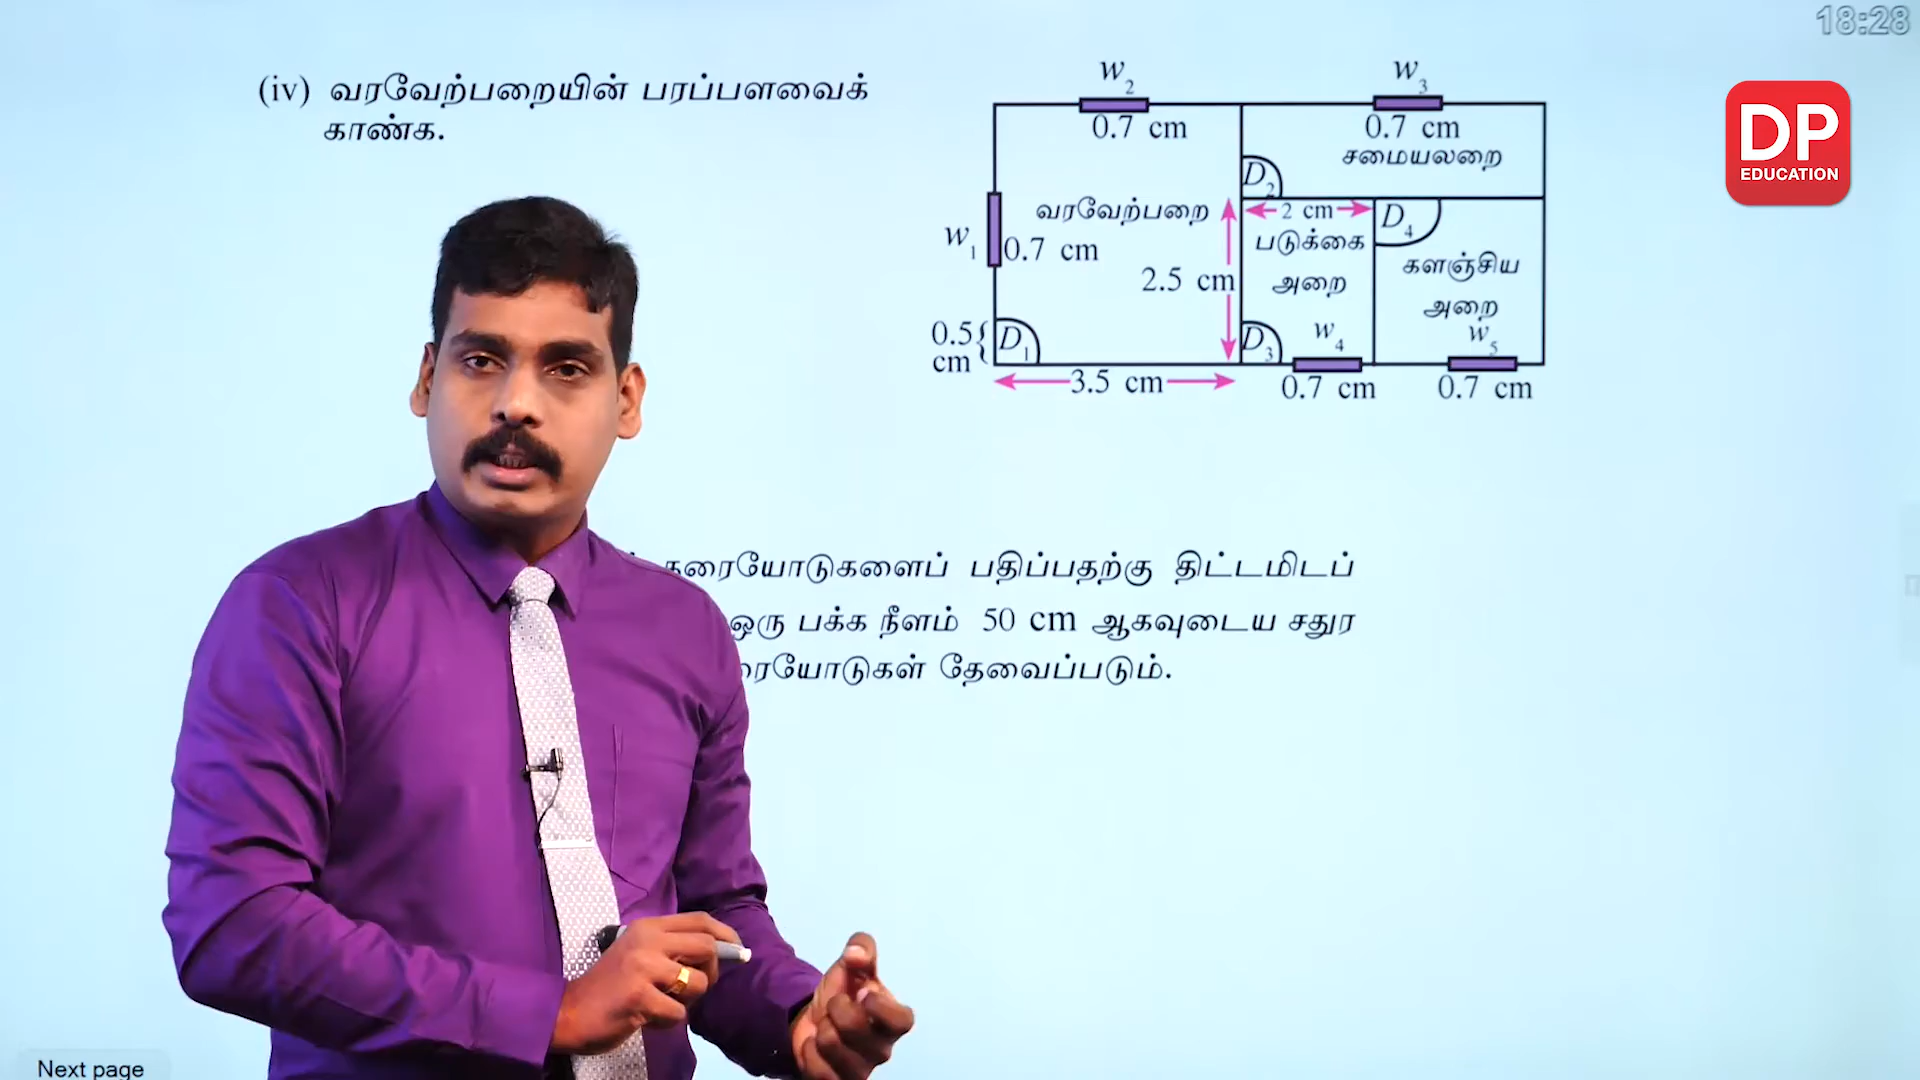 18:28
(iv) வரவேற்பறையின் பரப்பளவைக்
காண்க.
DP
EDUCATION
w2
w3
0.7 cm
0.7 cm
சமையலறை
D2
வரவேற்பறை
2 cm
D4
w1
0.7 cm
படுக்கை
அறை
களஞ்சிய
அறை
2.5 cm
0.5
cm
D1
D3
w4
w5
3.5 cm
0.7 cm
0.7 cm
பதிப்பதற்கு திட்டமிடப்
ஒரு பக்க நீளம் 50 cm ஆகவுடைய சதுர
தேவைப்படும்.
Next page